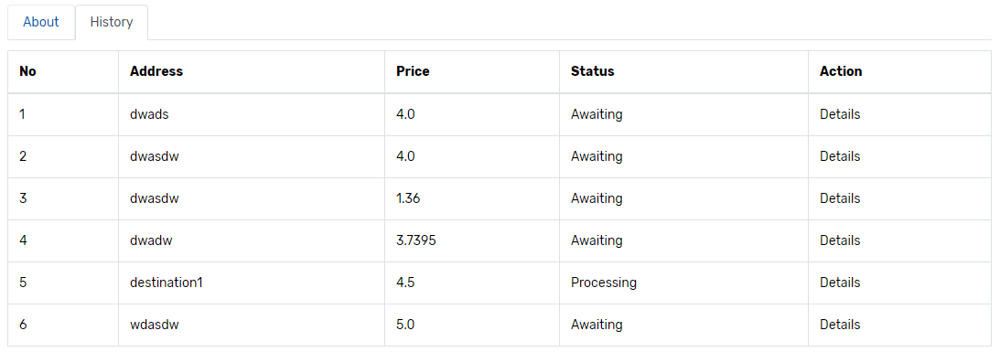 About History
No Address Price Status Action
1 dwads 4.0 Awaiting Details
2 dwasdw 4.0 Awaiting Details
3 dwasdw 1.36 Awaiting Details
4 dwadw 3.7395 Awaiting Details
5 destination1 4.5 Processing Details
6 wdasdw 5.0 Awaiting Details